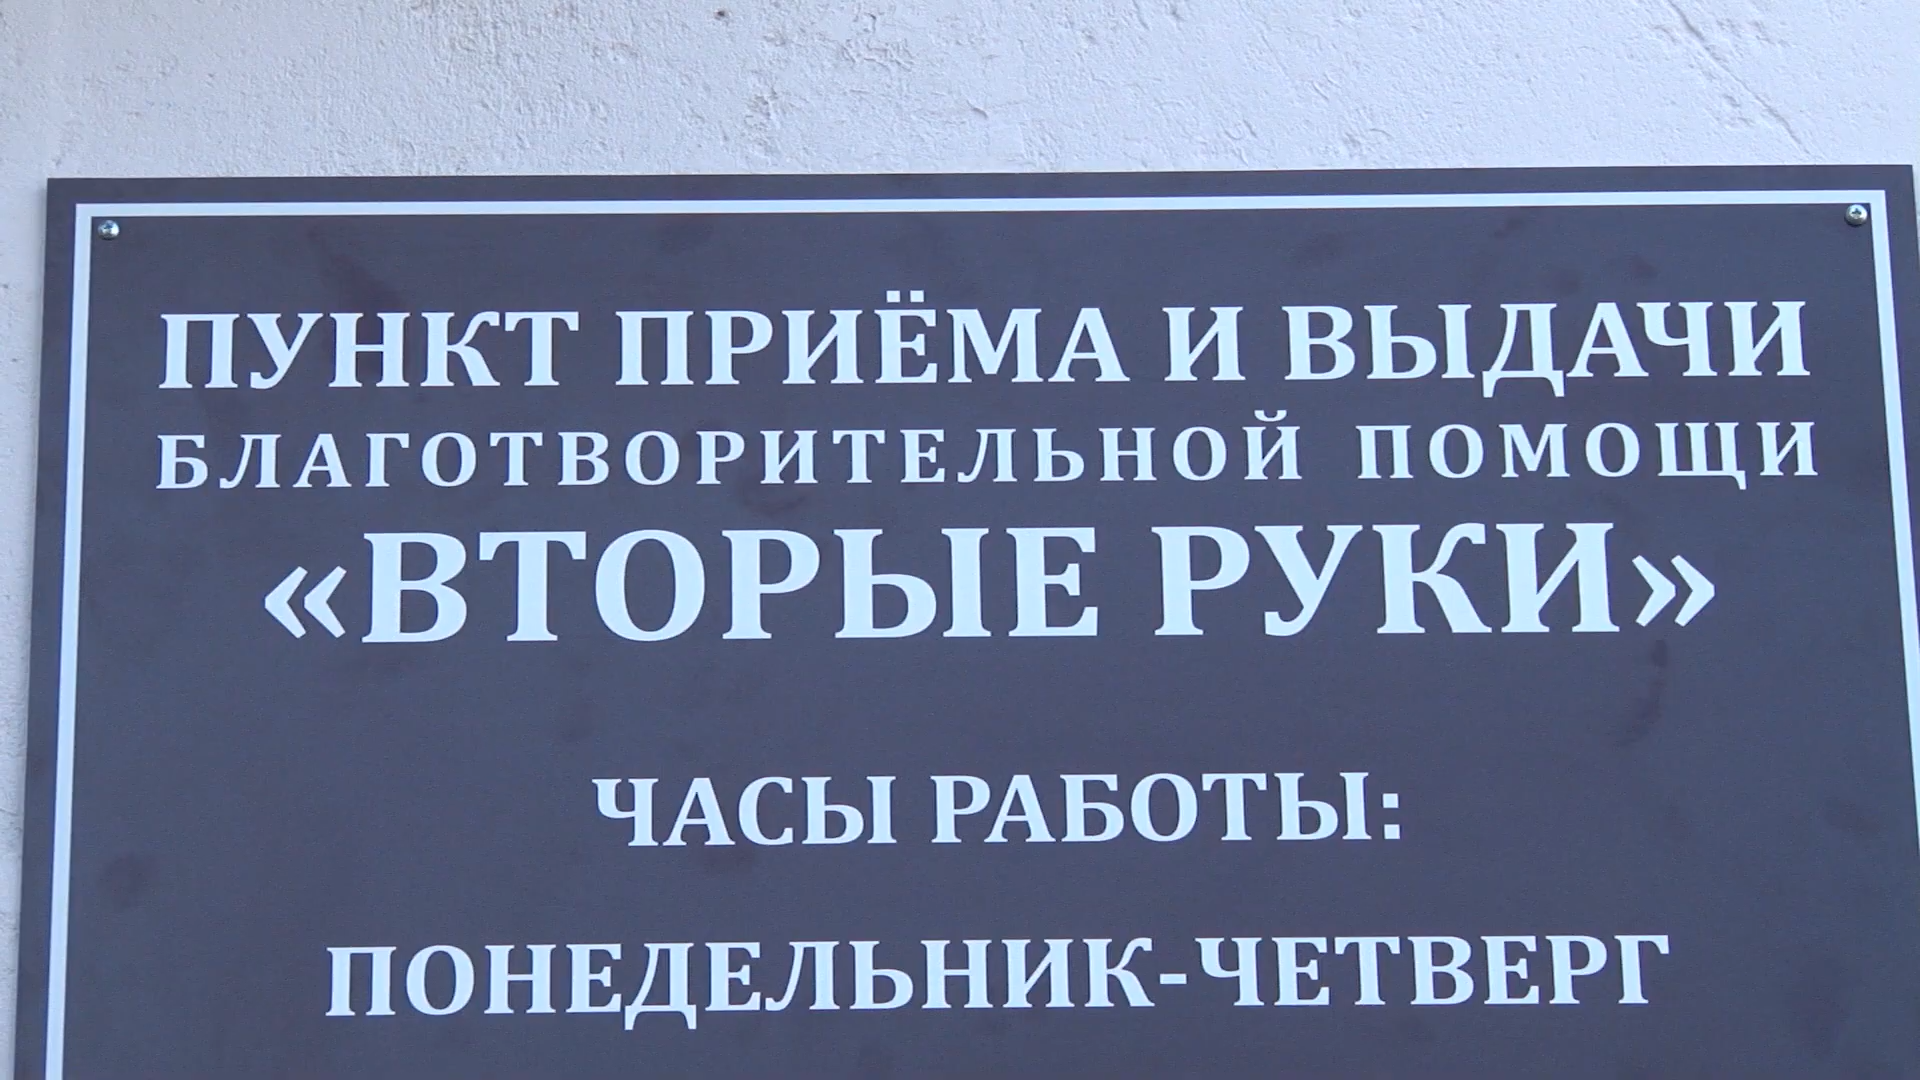 ПУНКТ ПРИЁМА И ВЫДАЧИ
БЛАГОТВОРИТЕЛЬНОЙ ПОМОЩИ
«ВТОРЫЕ РУКИ»
ЧАСЫ РАБОТЫ:
ПОНЕДЕЛЬНИК-ЧЕТВЕРГ